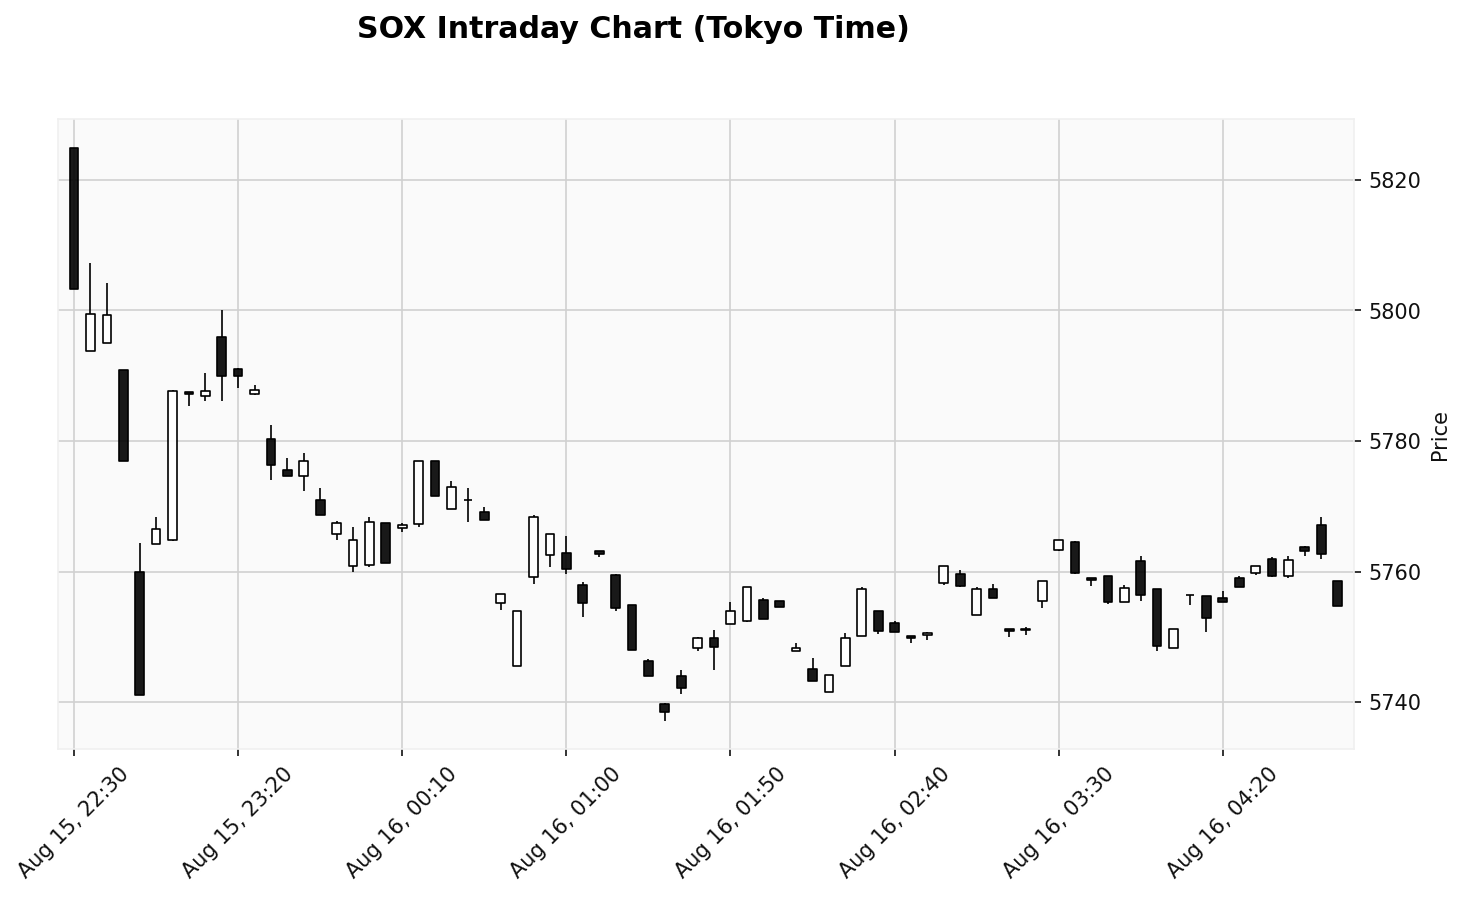 SOX Intraday Chart (Tokyo Time)
5820
5800
5780
5760
5740
Price
Aug 15, 22:30
Aug 15, 23:20
Aug 16, 00:10
Aug 16, 01:00
Aug 16, 01:50
Aug 16, 02:40
Aug 16, 03:30
Aug 16, 04:20